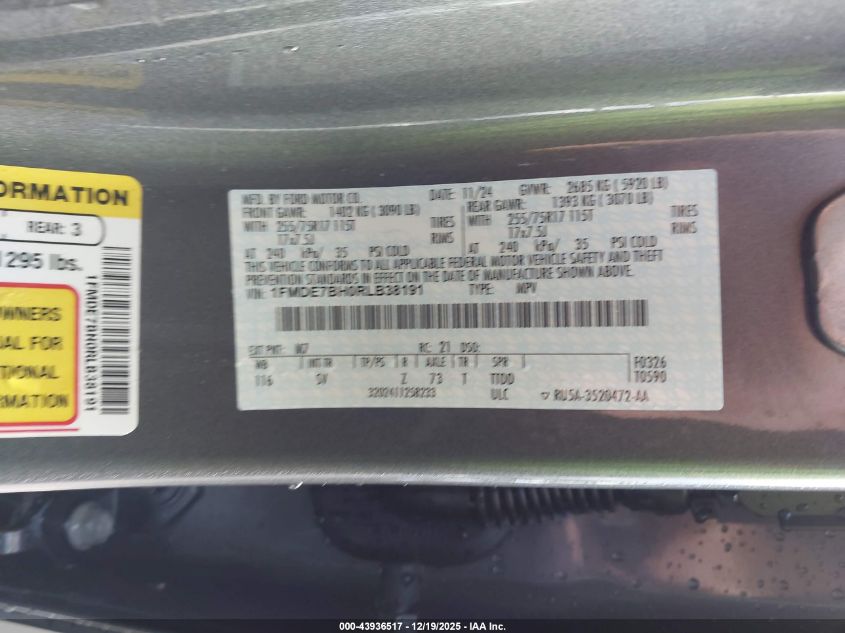 ORMATION
REAR: 3
1295 lbs.
WNERS
AL FOR
TIONAL
RMATION
1FMDE7BH0RLB38191
MFD. BY FORD MOTOR CO. DATE: 11/24 GVWR: 2685 KG ( 5920 LB)
FRONT GAWR: 1402 KG ( 3090 LB) REAR GAWR: 1393 KG ( 3070 LB)
WITH 255/75R17 115T TIRES WITH 255/75R17 115T TIRES
17x7.5J RIMS 17x7.5J RIMS
AT 240 kPa/ 35 PSI COLD AT 240 kPa/ 35 PSI COLD
THIS VEHICLE CONFORMS TO ALL APPLICABLE FEDERAL MOTOR VEHICLE SAFETY AND THEFT
PREVENTION STANDARDS IN EFFECT ON THE DATE OF MANUFACTURE SHOWN ABOVE.
VIN: 1FMDE7BH0RLB38191 TYPE: MPV
EXT PNT: M7 RC: 21 DSO: F0326
WB INT TR TP/PS R AXLE TR SPR T0590
116 SV Z 73 T TTDD
3202411258233 ULC ▽ RU5A-3520472-AA
000-43936517 - 12/19/2025 - IAA Inc.